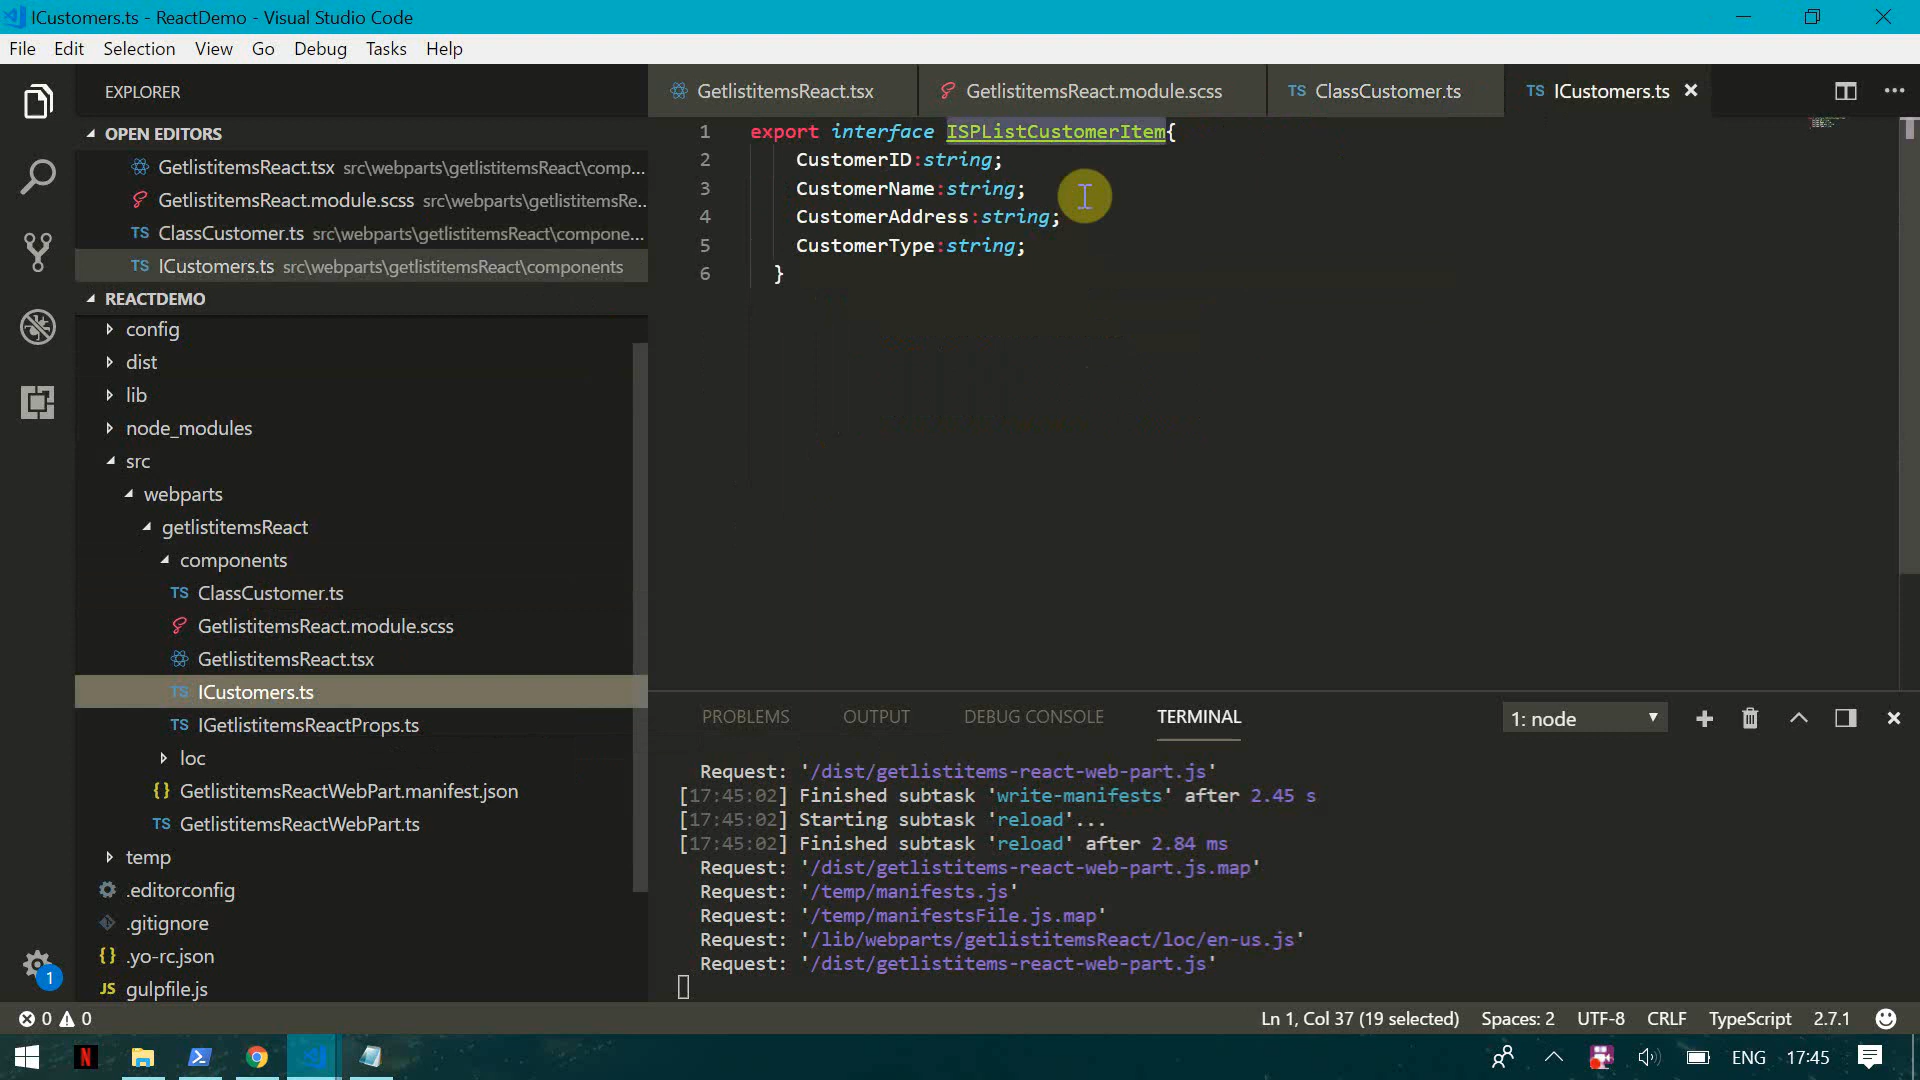 ICustomers.ts - ReactDemo - Visual Studio Code
File Edit Selection View Go Debug Tasks Help
EXPLORER
OPEN EDITORS
GetlistitemsReact.tsx src\webparts\getlistitemsReact\comp...
GetlistitemsReact.module.scss src\webparts\getlistitemsRe...
TS ClassCustomer.ts src\webparts\getlistitemsReact\compone...
TS ICustomers.ts src\webparts\getlistitemsReact\components
REACTDEMO
config
dist
lib
node_modules
src
webparts
getlistitemsReact
components
TS ClassCustomer.ts
GetlistitemsReact.module.scss
GetlistitemsReact.tsx
TS ICustomers.ts
TS IGetlistitemsReactProps.ts
loc
{} GetlistitemsReactWebPart.manifest.json
TS GetlistitemsReactWebPart.ts
temp
.editorconfig
.gitignore
{} .yo-rc.json
JS gulpfile.js
1
GetlistitemsReact.tsx GetlistitemsReact.module.scss TS ClassCustomer.ts TS ICustomers.ts
1 export interface ISPListCustomerItem{
2 CustomerID:string;
3 CustomerName:string;
4 CustomerAddress:string;
5 CustomerType:string;
6 }
PROBLEMS OUTPUT DEBUG CONSOLE TERMINAL 1: node
Request: '/dist/getlistitems-react-web-part.js'
[17:45:02] Finished subtask 'write-manifests' after 2.45 s
[17:45:02] Starting subtask 'reload'...
[17:45:02] Finished subtask 'reload' after 2.84 ms
Request: '/dist/getlistitems-react-web-part.js.map'
Request: '/temp/manifests.js'
Request: '/temp/manifestsFile.js.map'
Request: '/lib/webparts/getlistitemsReact/loc/en-us.js'
Request: '/dist/getlistitems-react-web-part.js'
0 0 Ln 1, Col 37 (19 selected) Spaces: 2 UTF-8 CRLF TypeScript 2.7.1
N ENG 17:45